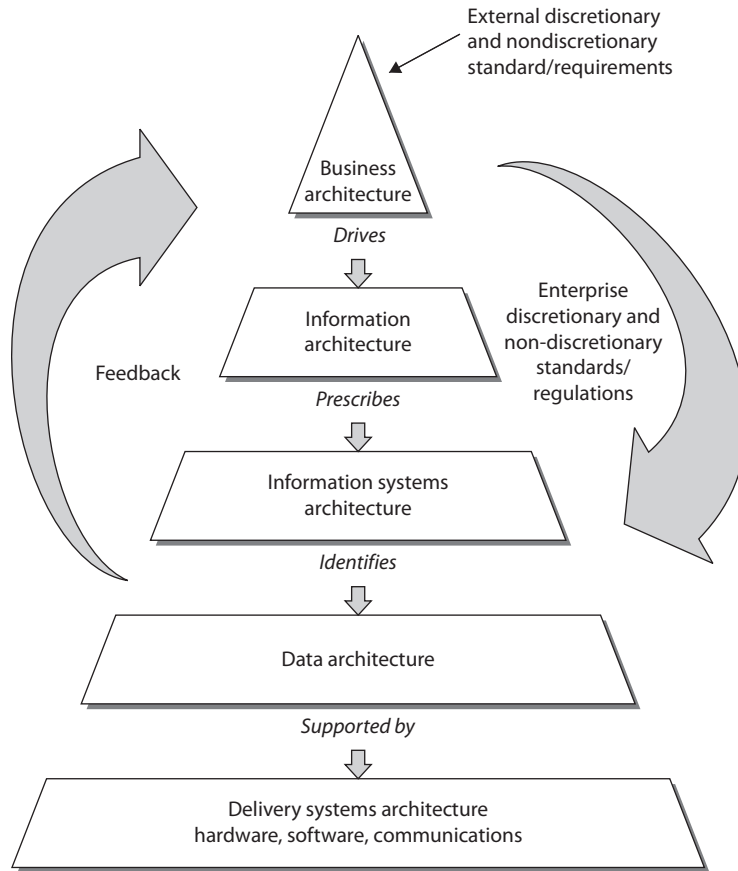 External discretionary
and nondiscretionary
standard/requirements
Business
architecture
Drives
Information
architecture
Enterprise
discretionary and
non-discretionary
standards/
regulations
Feedback
Prescribes
Information systems
architecture
Identifies
Data architecture
Supported by
Delivery systems architecture
hardware, software, communications